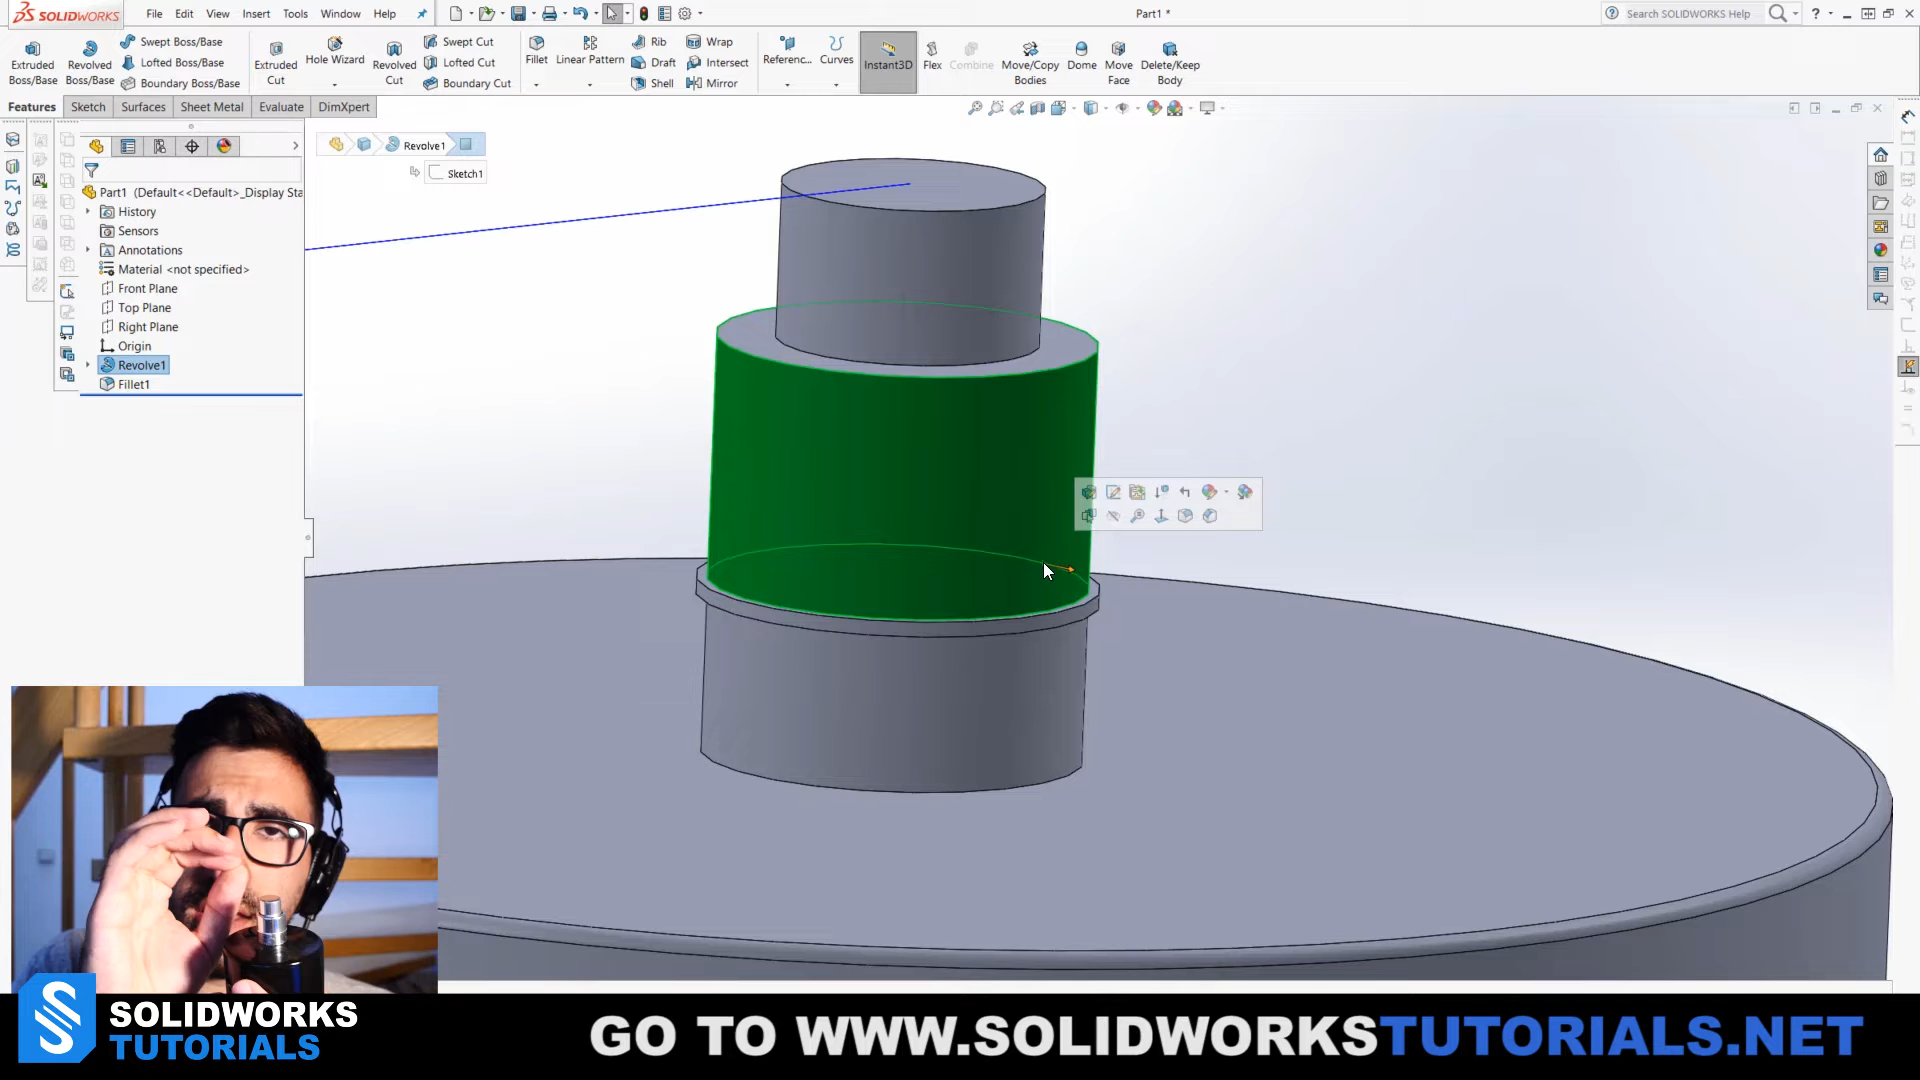 SOLIDWORKS
File
Edit
View
Insert
Tools
Window
Help
Part1 *
Search SOLIDWORKS Help
Extruded Boss/Base
Revolved Boss/Base
Swept Boss/Base
Lofted Boss/Base
Boundary Boss/Base
Extruded Cut
Hole Wizard
Revolved Cut
Swept Cut
Lofted Cut
Boundary Cut
Fillet
Linear Pattern
Rib
Draft
Shell
Wrap
Intersect
Mirror
Referenc...
Curves
Instant3D
Flex
Combine
Move/Copy Bodies
Dome
Move Face
Delete/Keep Body
Features
Sketch
Surfaces
Sheet Metal
Evaluate
DimXpert
Revolve1
Sketch1
Part1 (Default<<Default>_Display Sta
History
Sensors
Annotations
Material <not specified>
Front Plane
Top Plane
Right Plane
Origin
Revolve1
Fillet1
SOLIDWORKS
TUTORIALS
GO TO WWW.SOLIDWORKSTUTORIALS.NET